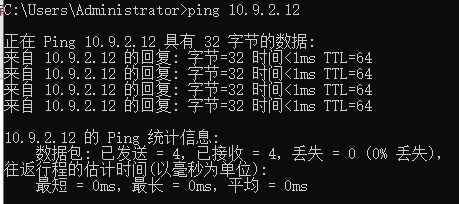 C:\Users\Administrator>ping 10.9.2.12
正在 Ping 10.9.2.12 具有 32 字节的数据:
来自 10.9.2.12 的回复: 字节=32 时间<1ms TTL=64
来自 10.9.2.12 的回复: 字节=32 时间<1ms TTL=64
来自 10.9.2.12 的回复: 字节=32 时间<1ms TTL=64
来自 10.9.2.12 的回复: 字节=32 时间<1ms TTL=64
10.9.2.12 的 Ping 统计信息:
数据包: 已发送 = 4, 已接收 = 4, 丢失 = 0 (0% 丢失),
往返行程的估计时间(以毫秒为单位):
最短 = 0ms, 最长 = 0ms, 平均 = 0ms